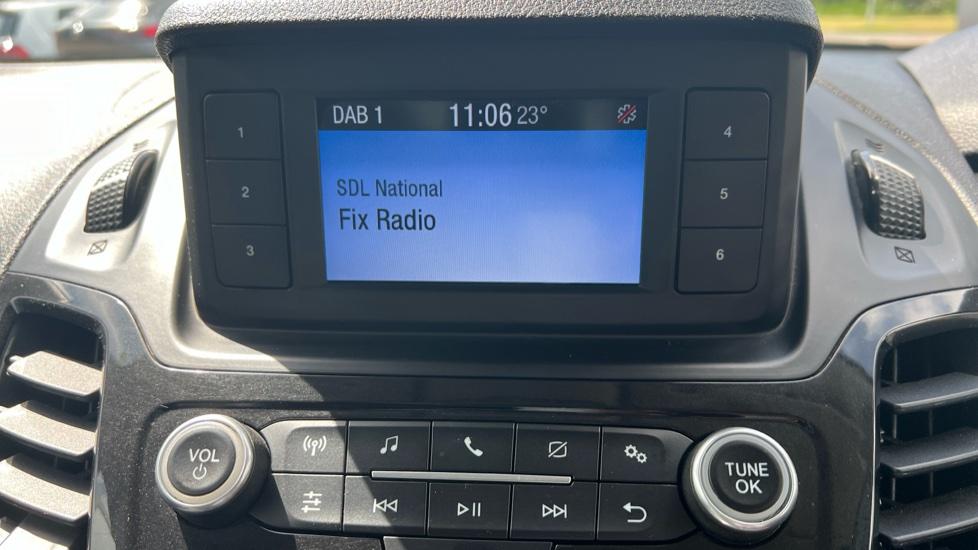 DAB 1 11:06 23°
SDL National
Fix Radio
1
2
3
4
5
6
VOL
TUNE
OK